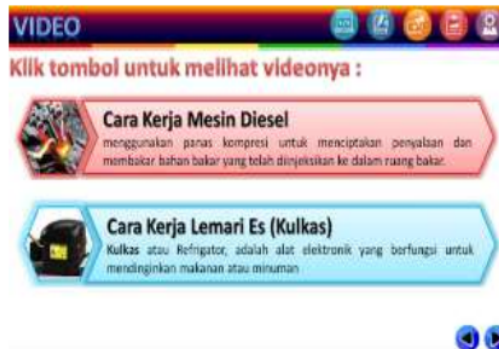 VIDEO
Klik tombol untuk melihat videonya :
Cara Kerja Mesin Diesel
menggunakan panas kompresi untuk menciptakan penyalaan dan
membakar bahan bakar yang telah diinjeksikan ke dalam ruang bakar.
Cara Kerja Lemari Es (Kulkas)
Kulkas atau Refrigator, adalah alat elektronik yang berfungsi untuk
mendinginkan makanan atau minuman